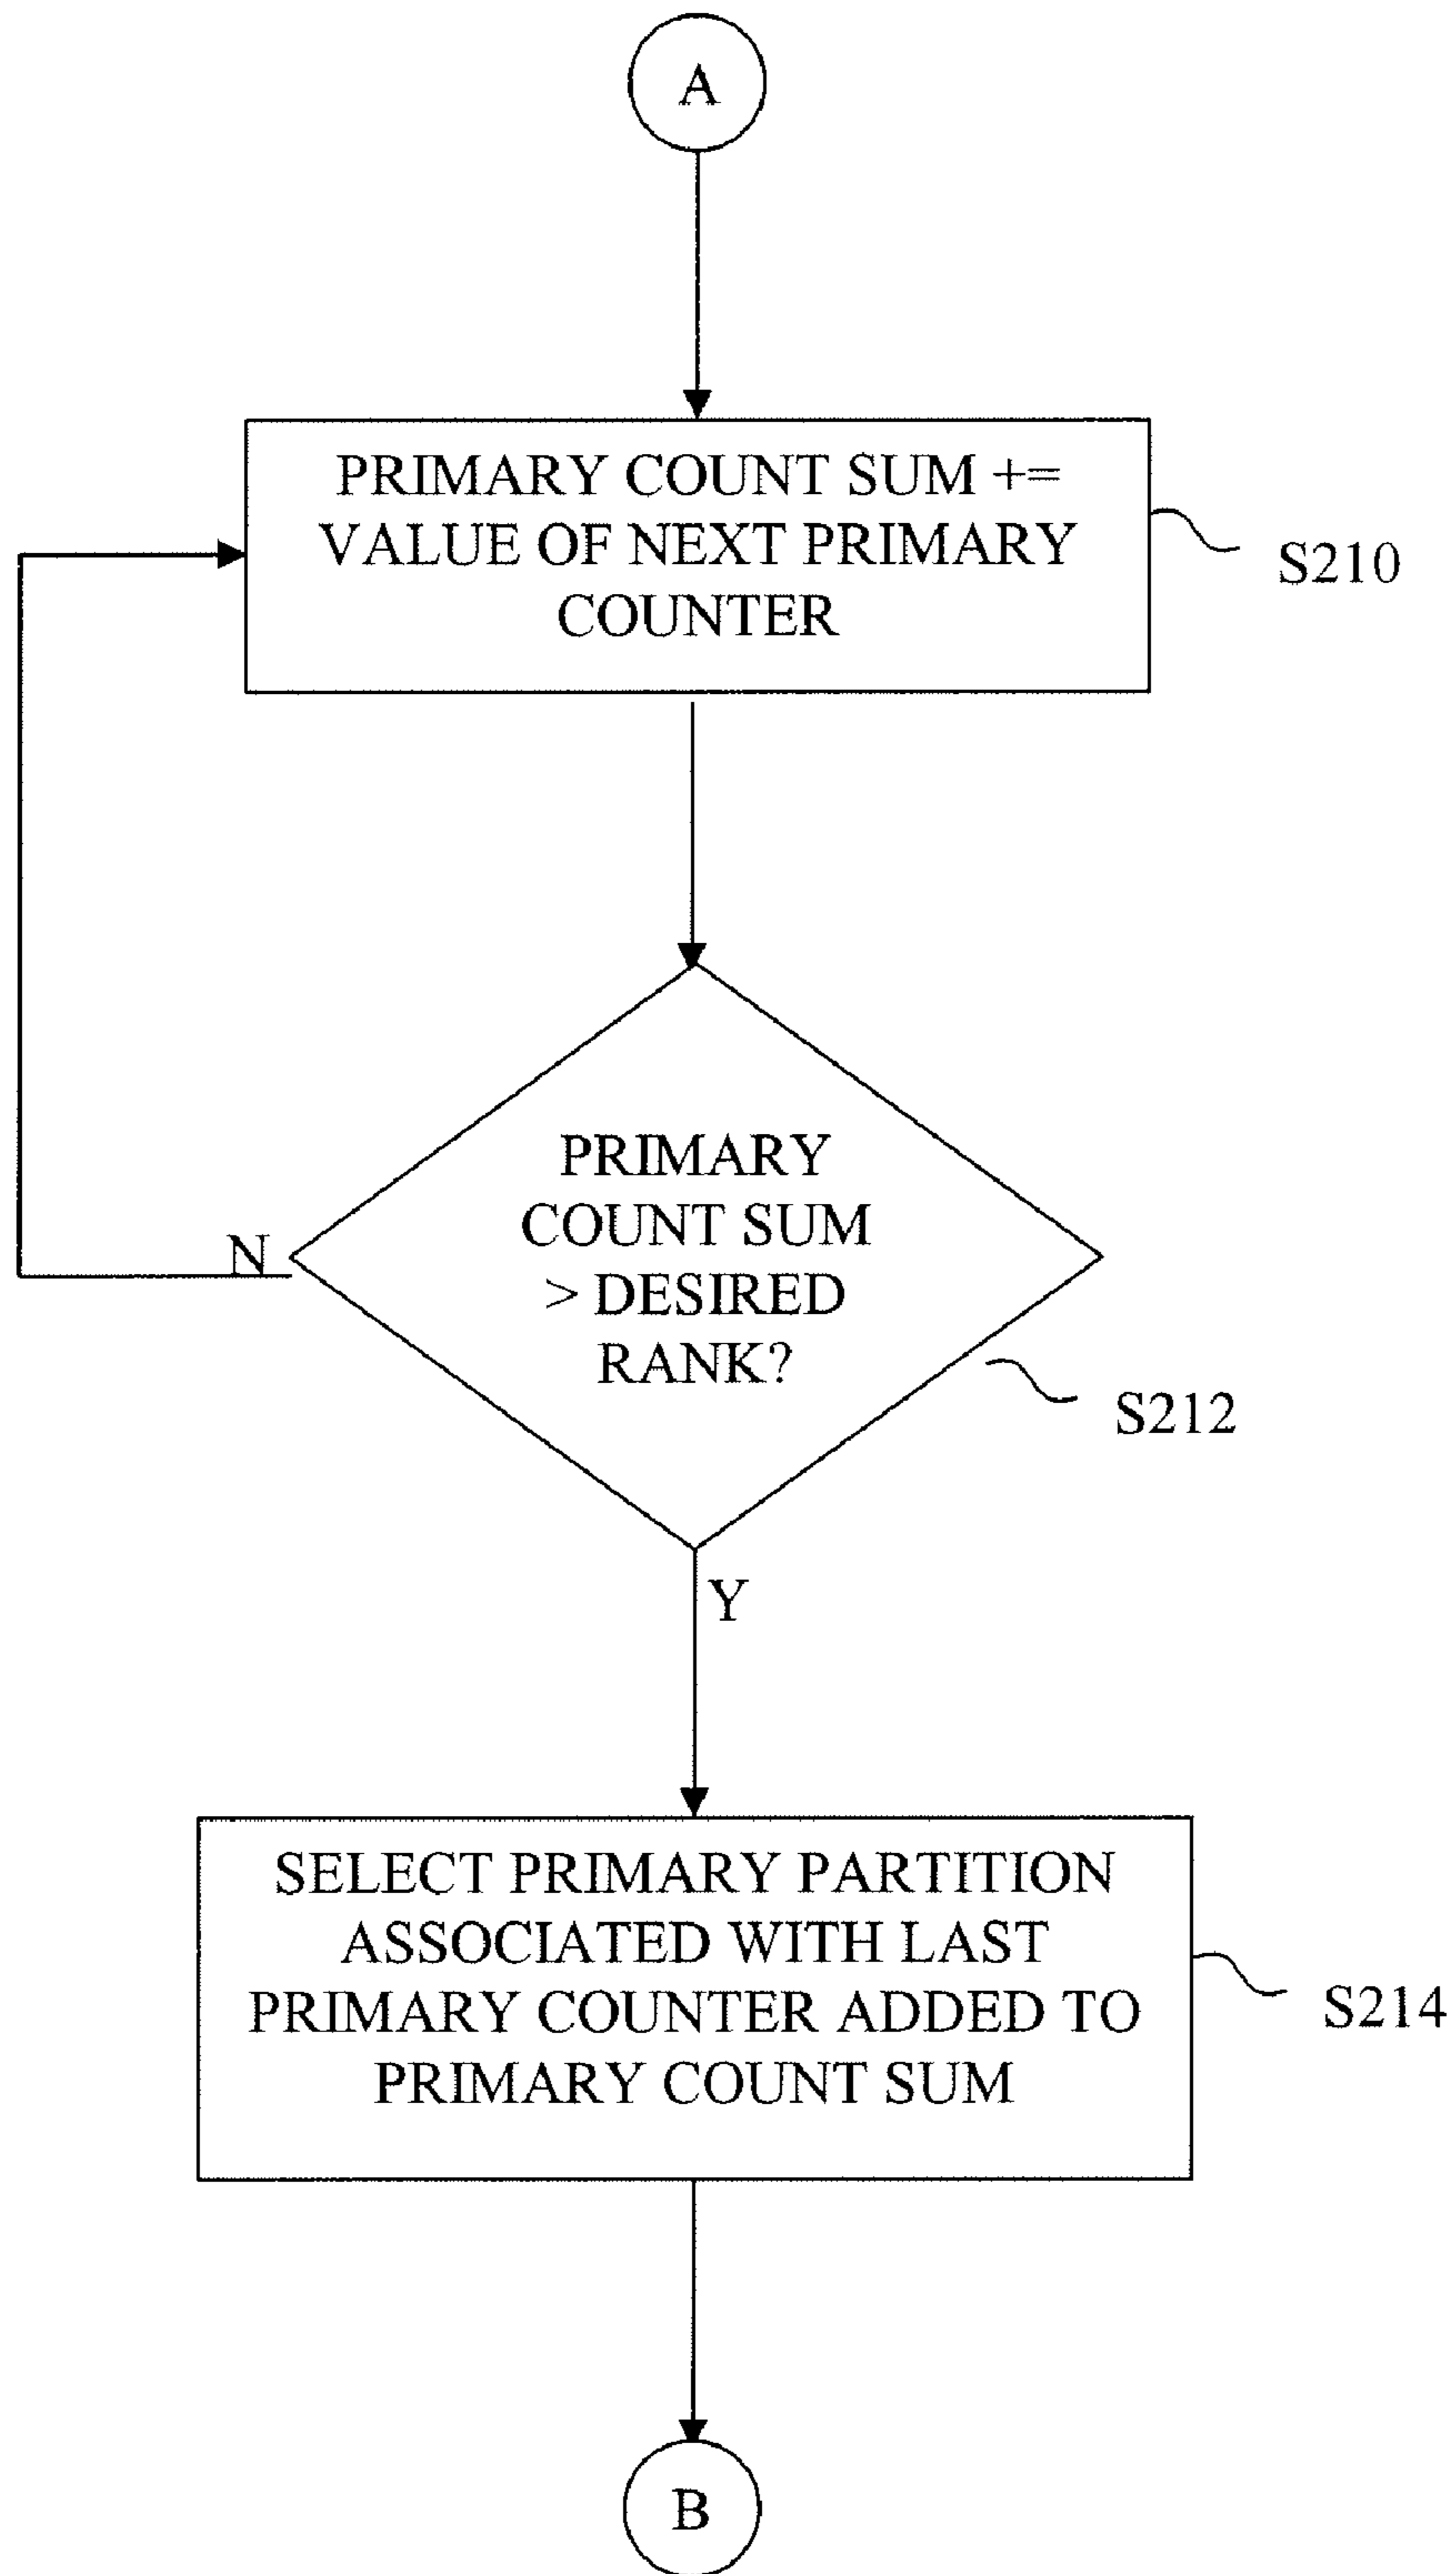 A
PRIMARY COUNT SUM +=
VALUE OF NEXT PRIMARY
COUNTER
S210
PRIMARY
COUNT SUM
> DESIRED
RANK?
N
S212
Y
SELECT PRIMARY PARTITION
ASSOCIATED WITH LAST
PRIMARY COUNTER ADDED TO
PRIMARY COUNT SUM
S214
B